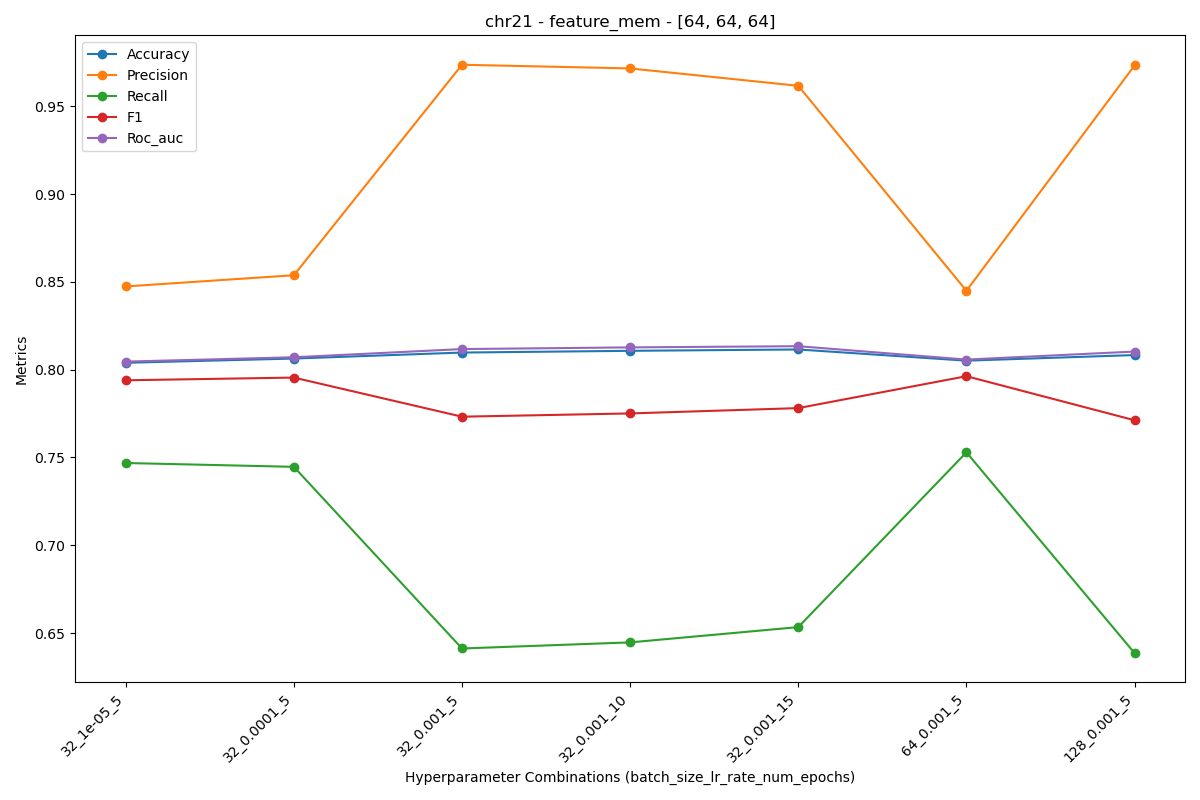 chr21 - feature_mem - [64, 64, 64]
Accuracy
Precision
Recall
F1
Roc_auc
Metrics
0.95
0.90
0.85
0.80
0.75
0.70
0.65
32_1e-05_5
32_0.0001_5
32_0.001_5
32_0.001_10
32_0.001_15
64_0.001_5
128_0.001_5
Hyperparameter Combinations (batch_size_lr_rate_num_epochs)